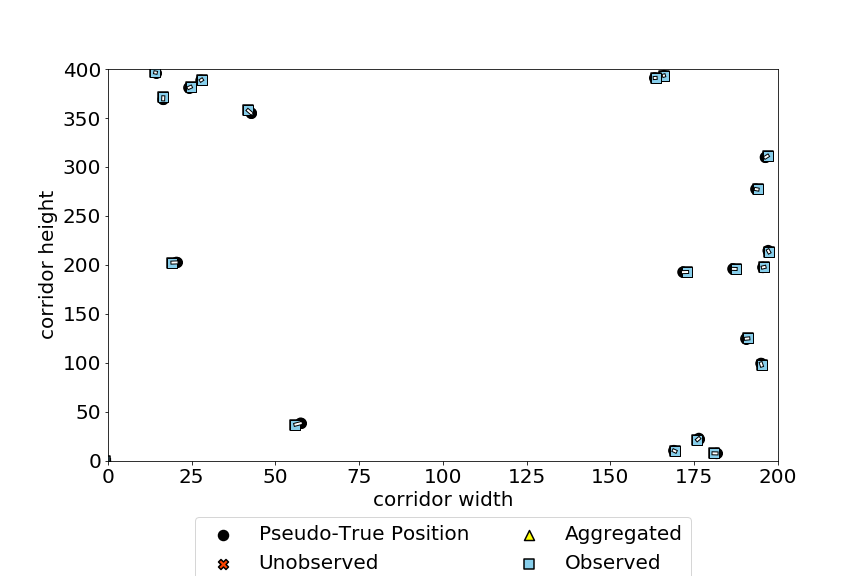 400
350
300
250
200
150
100
50
0
corridor height
0 25 50 75 100 125 150 175 200
corridor width
Pseudo-True Position Aggregated
Unobserved Observed